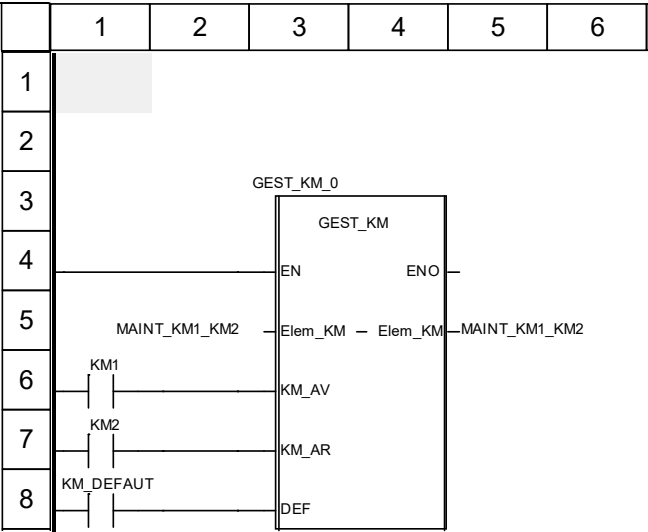 1 2 3 4 5 6
1
2
3 GEST_KM_0
GEST_KM
4 EN ENO
5 MAINT_KM1_KM2 Elem_KM Elem_KM MAINT_KM1_KM2
KM1
6 KM_AV
KM2
7 KM_AR
KM_DEFAUT
8 DEF